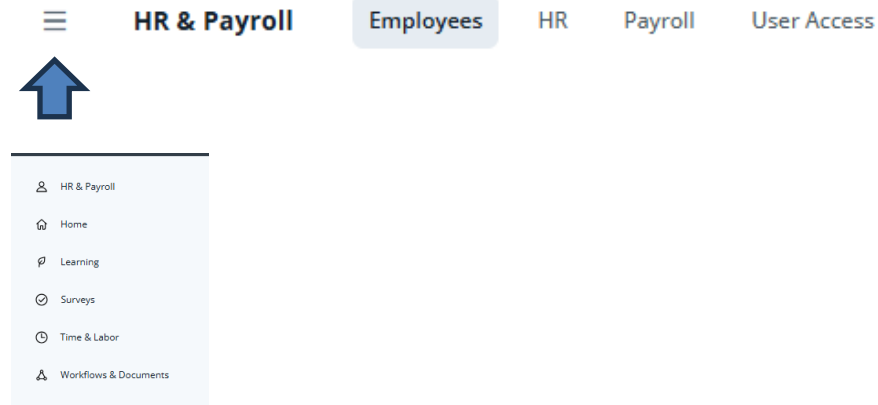 HR & Payroll Employees HR Payroll User Access
HR & Payroll
Home
Learning
Surveys
Time & Labor
Workflows & Documents